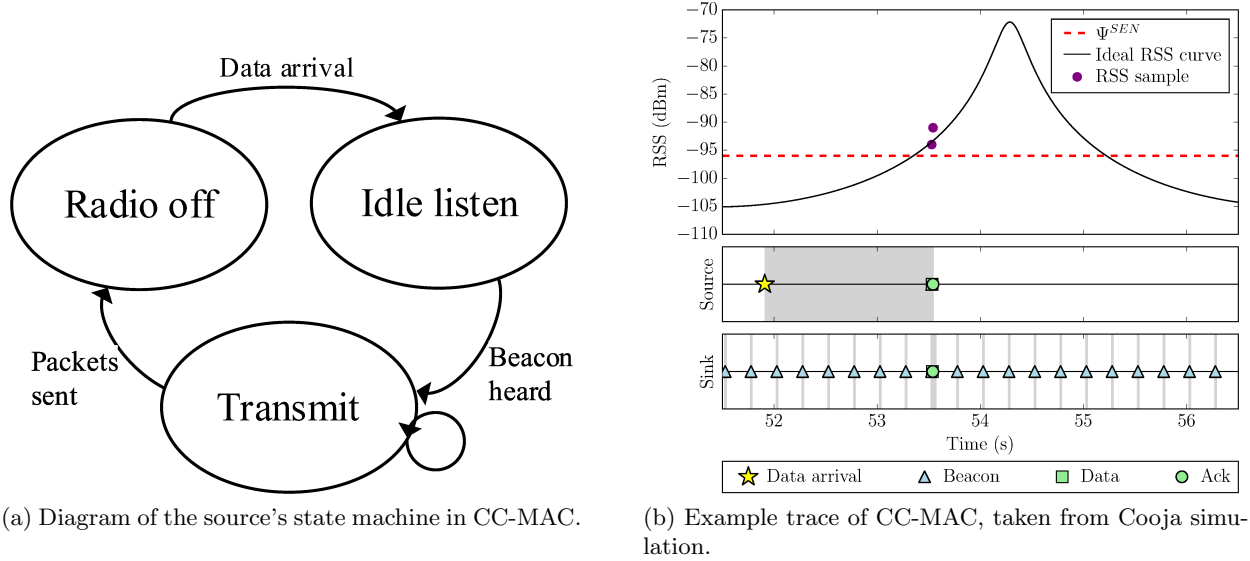 Data arrival
Radio off
Idle listen
Packets
sent
Beacon
heard
Transmit
(a) Diagram of the source's state machine in CC-MAC.
−70
−75
−80
−85
−90
−95
−100
−105
−110
RSS (dBm)
Ψ^SEN
Ideal RSS curve
RSS sample
Source
Sink
52 53 54 55 56
Time (s)
Data arrival Beacon Data Ack
(b) Example trace of CC-MAC, taken from Cooja simu-
lation.